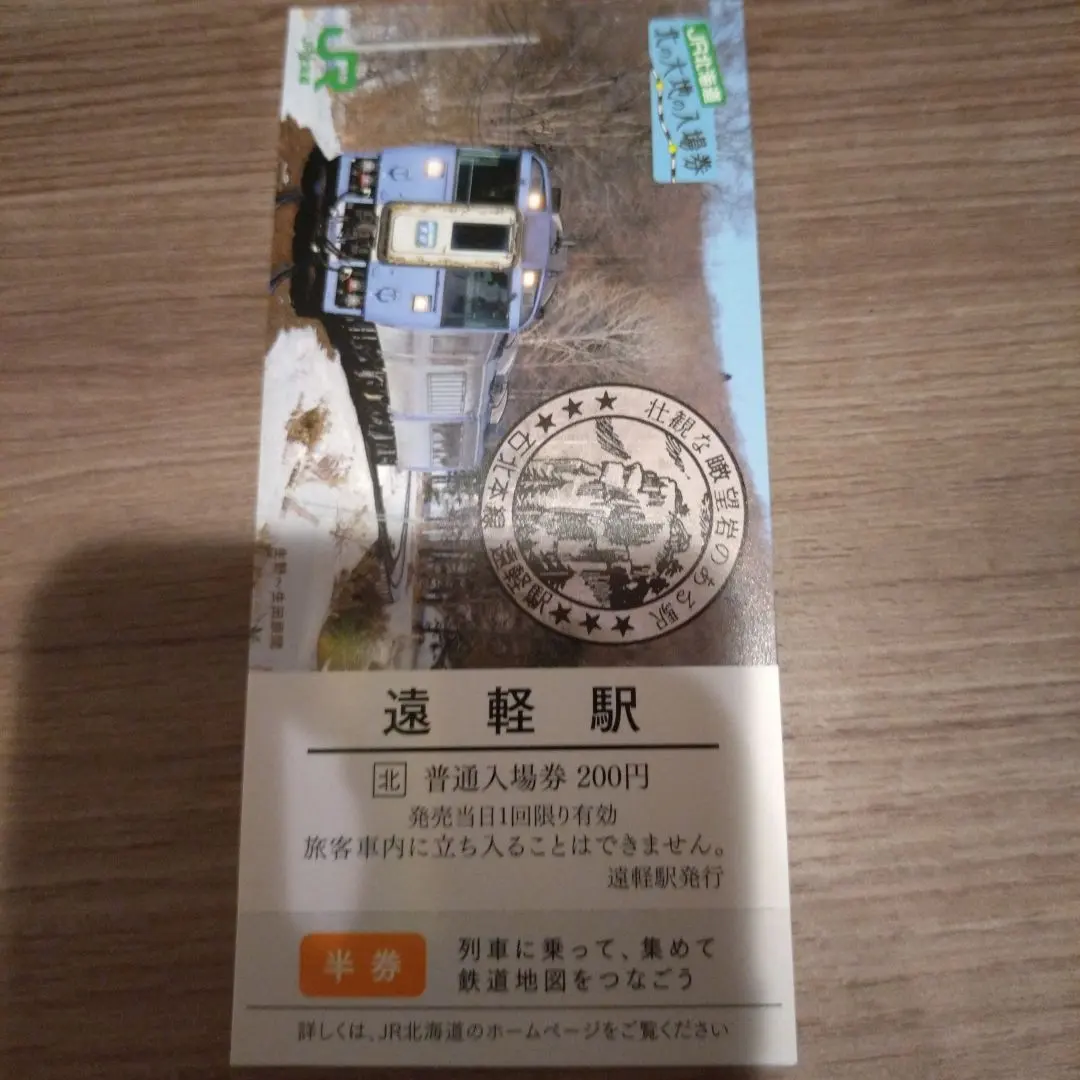 JR
JR北海道
北の大地の入場券
壮観な瞰望岩のある駅
石北本線 遠軽駅
遠軽駅
北 普通入場券 200円
発売当日1回限り有効
旅客車内に立ち入ることはできません。
遠軽駅発行
半券
列車に乗って、集めて
鉄道地図をつなごう
詳しくは、JR北海道のホームページをご覧ください